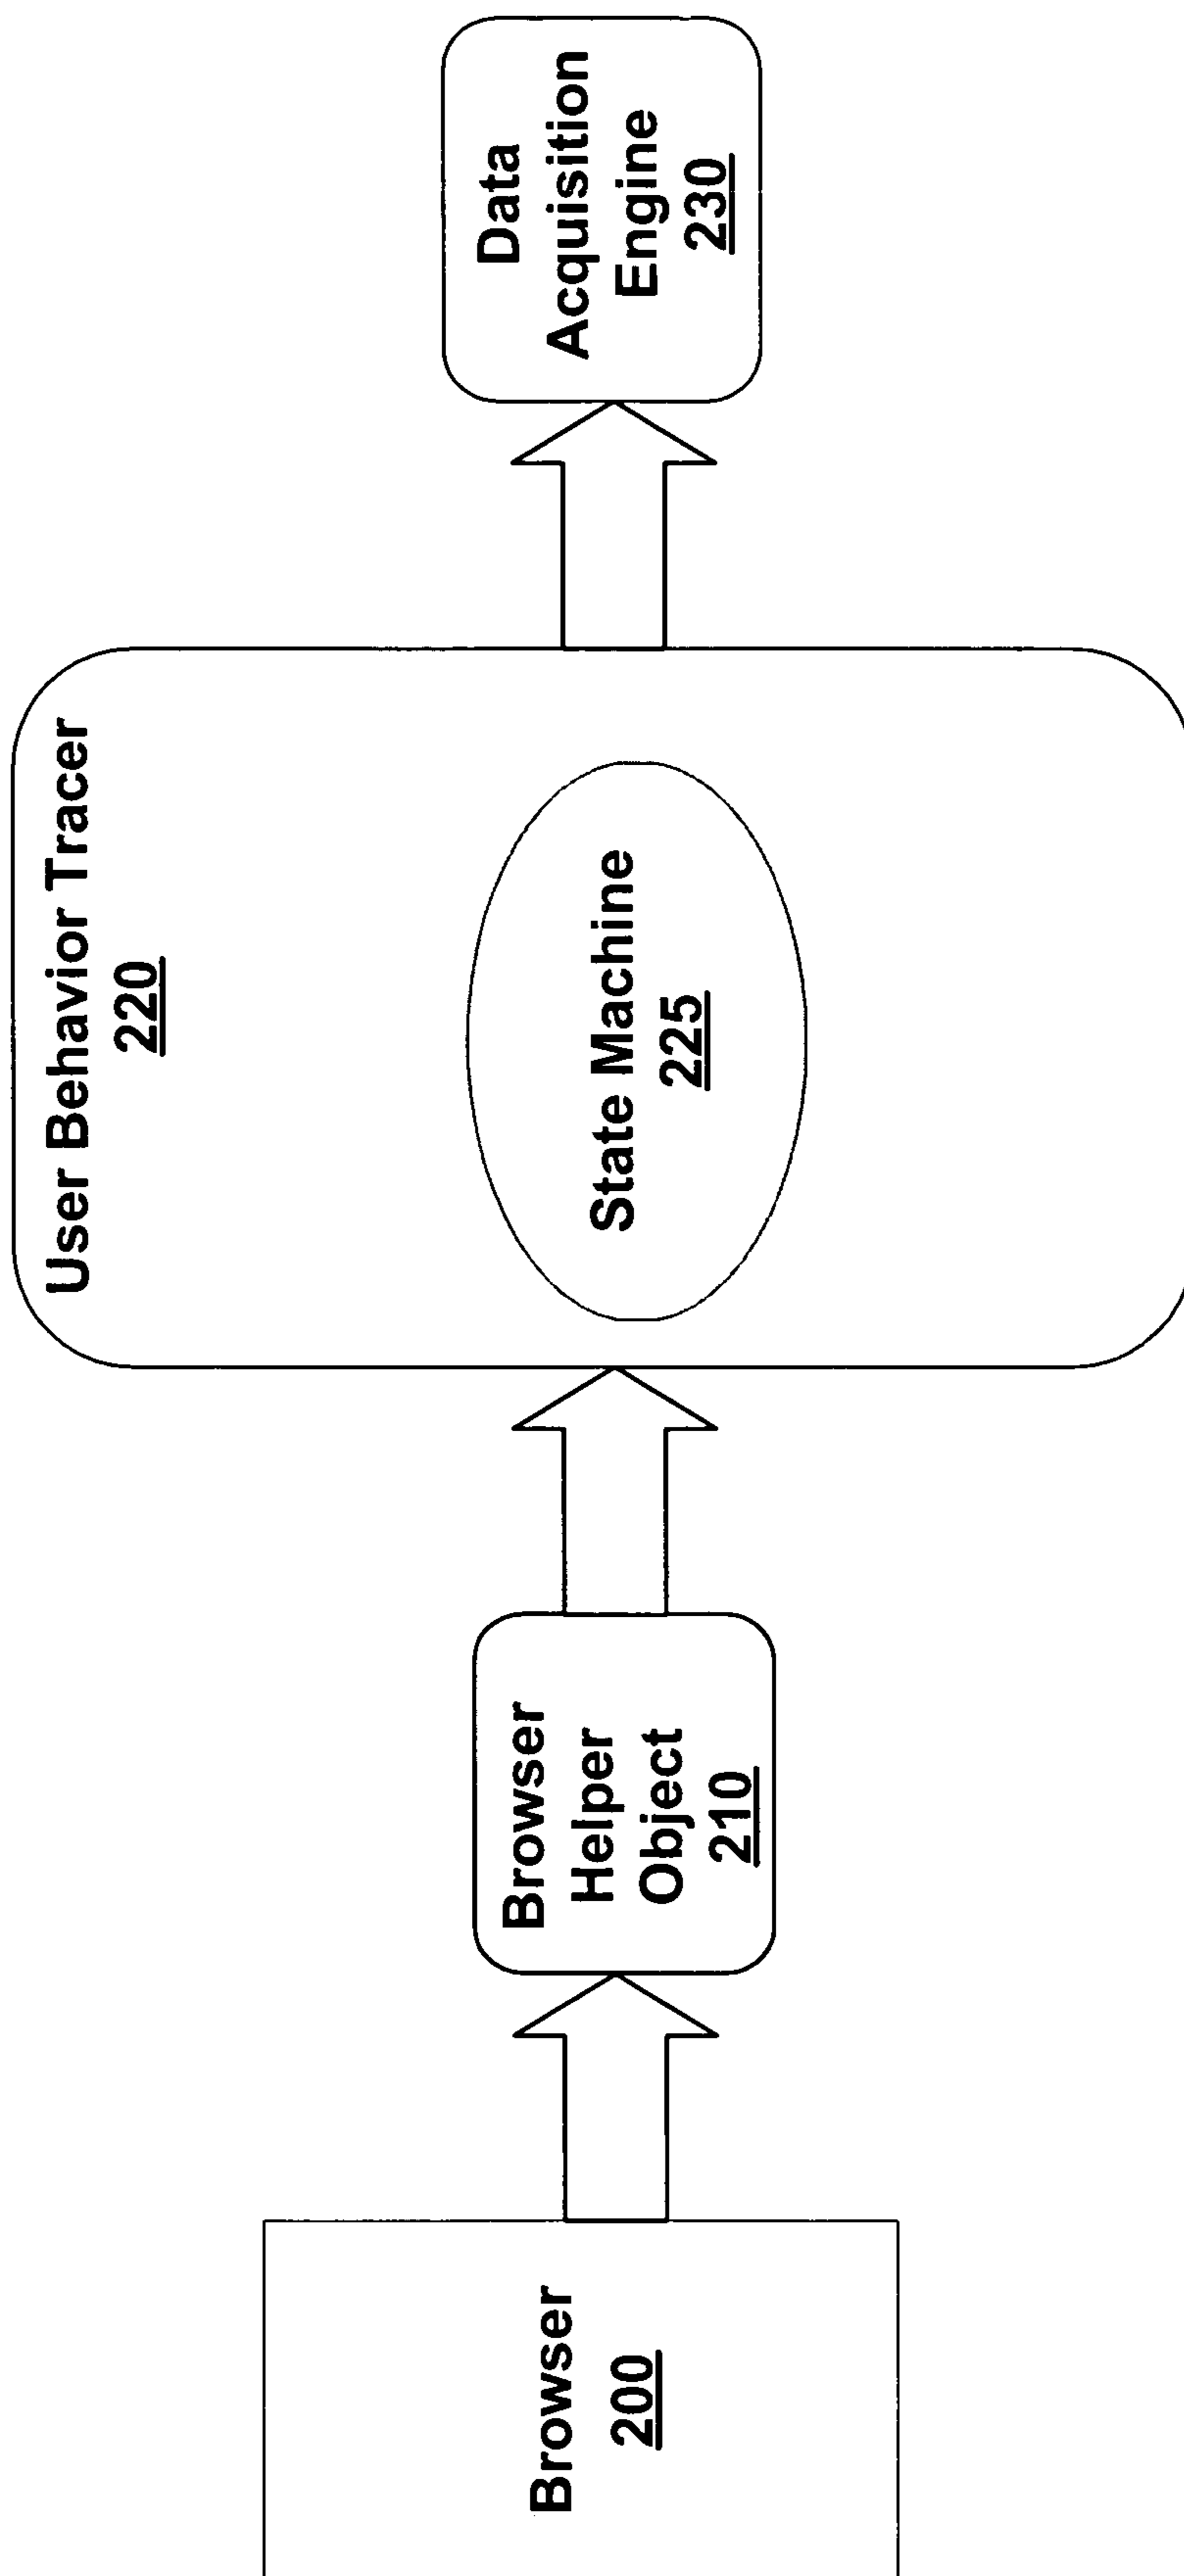 Browser
200
Browser
Helper
Object
210
User Behavior Tracer
220
State Machine
225
Data
Acquisition
Engine
230